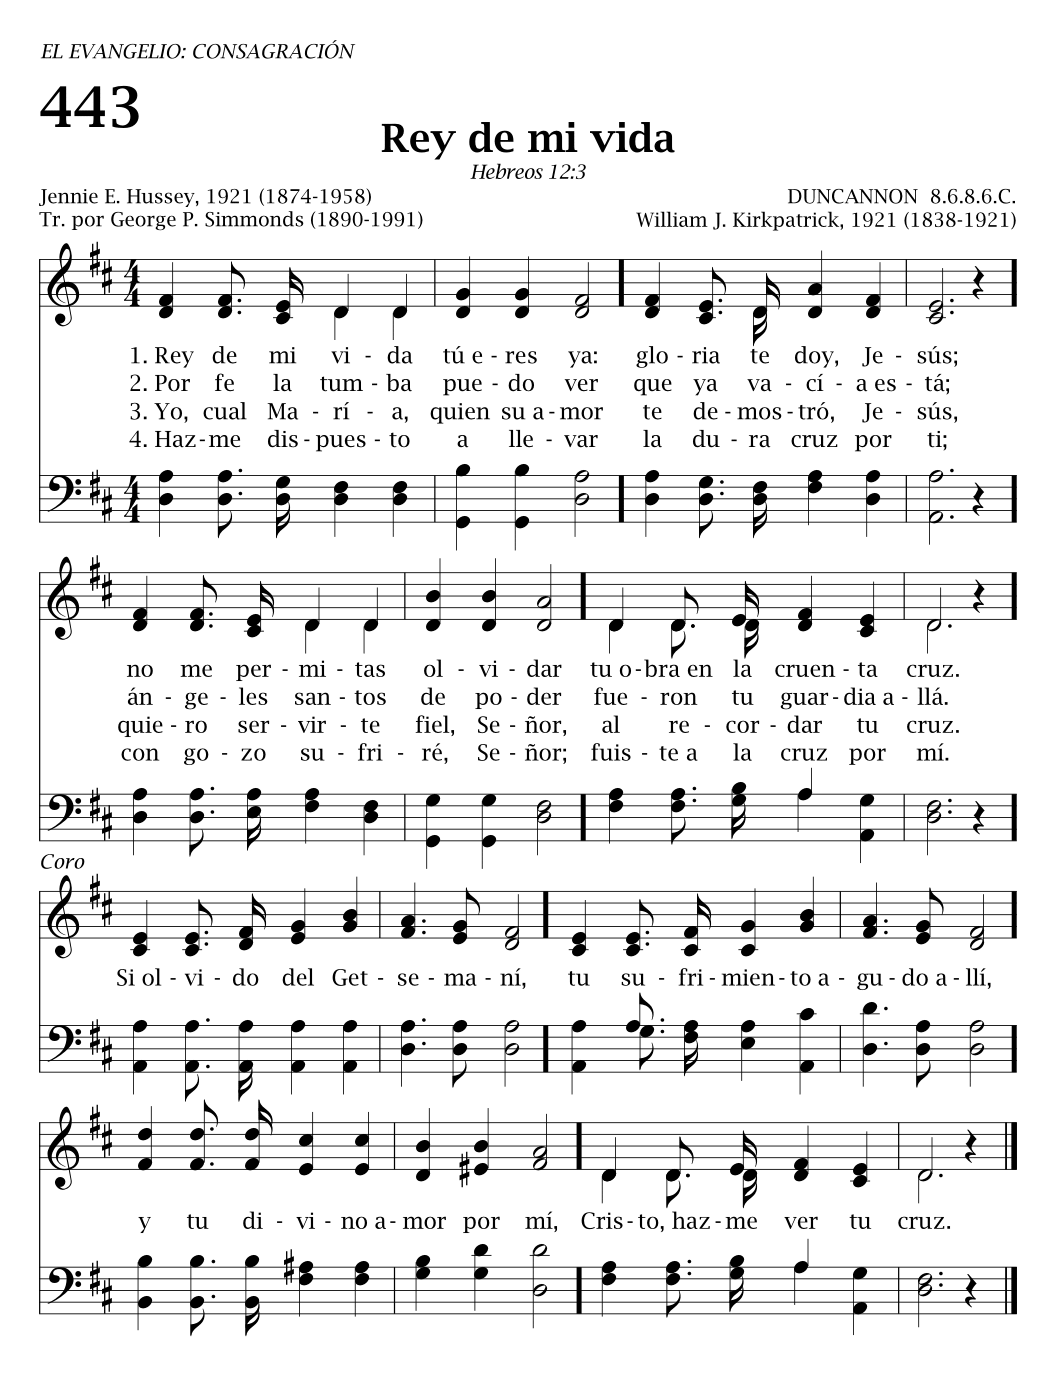 EL EVANGELIO: CONSAGRACIÓN
443
Rey de mi vida
Hebreos 12:3
Jennie E. Hussey, 1921 (1874-1958)
DUNCANNON 8.6.8.6.C.
Tr. por George P. Simmonds (1890-1991)
William J. Kirkpatrick, 1921 (1838-1921)
4
4
1. Rey de mi vi - da tú e - res ya: glo - ria te doy, Je - sús;
2. Por fe la tum - ba pue - do ver que ya va - cí - a es - tá;
3. Yo, cual Ma - rí - a, quien su a - mor te de - mos - tró, Je - sús,
4. Haz - me dis - pues - to a lle - var la du - ra cruz por ti;
4
4
no me per - mi - tas ol - vi - dar tu o - bra en la cruen - ta cruz.
án - ge - les san - tos de po - der fue - ron tu guar - dia a - llá.
quie - ro ser - vir - te fiel, Se - ñor, al re - cor - dar tu cruz.
con go - zo su - fri - ré, Se - ñor; fuis - te a la cruz por mí.
Coro
Si ol - vi - do del Get - se - ma - ní, tu su - fri - mien - to a - gu - do a - llí,
y tu di - vi - no a - mor por mí, Cris - to, haz - me ver tu cruz.